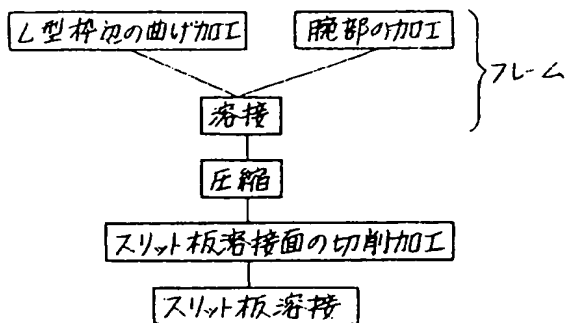 L型枠辺の曲げ加工
腕部の加工
フレーム
溶接
圧縮
スリット板溶接面の切削加工
スリット板溶接